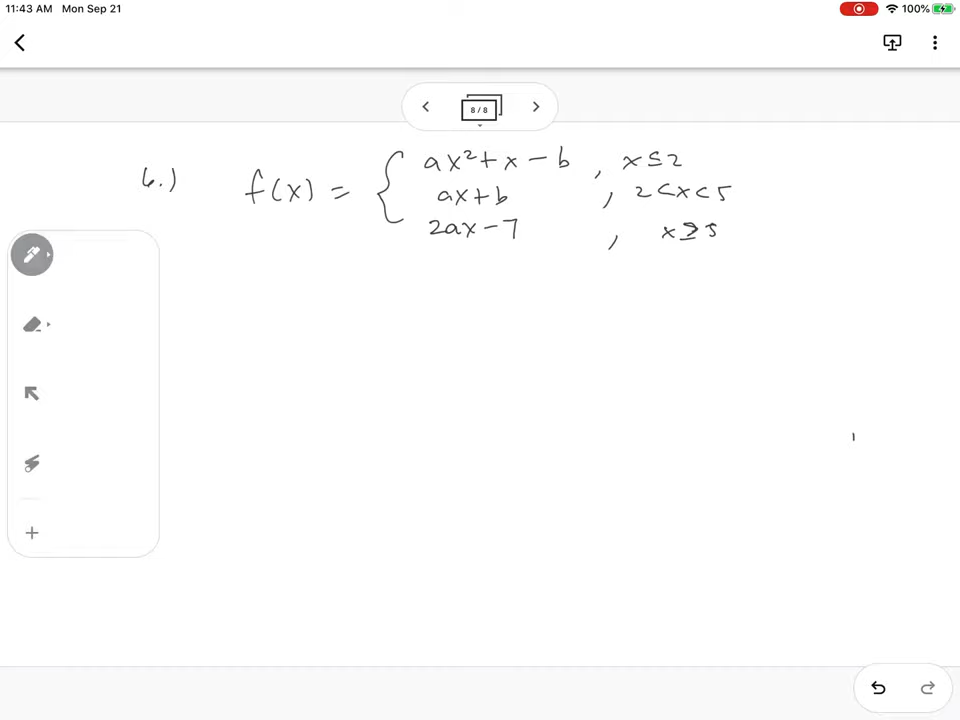 11:43 AM Mon Sep 21 100%
8 / 8
6.) f(x) = { ax² + x − b , x ≤ 2
ax + b , 2 < x < 5
2ax − 7 , x ≥ 5